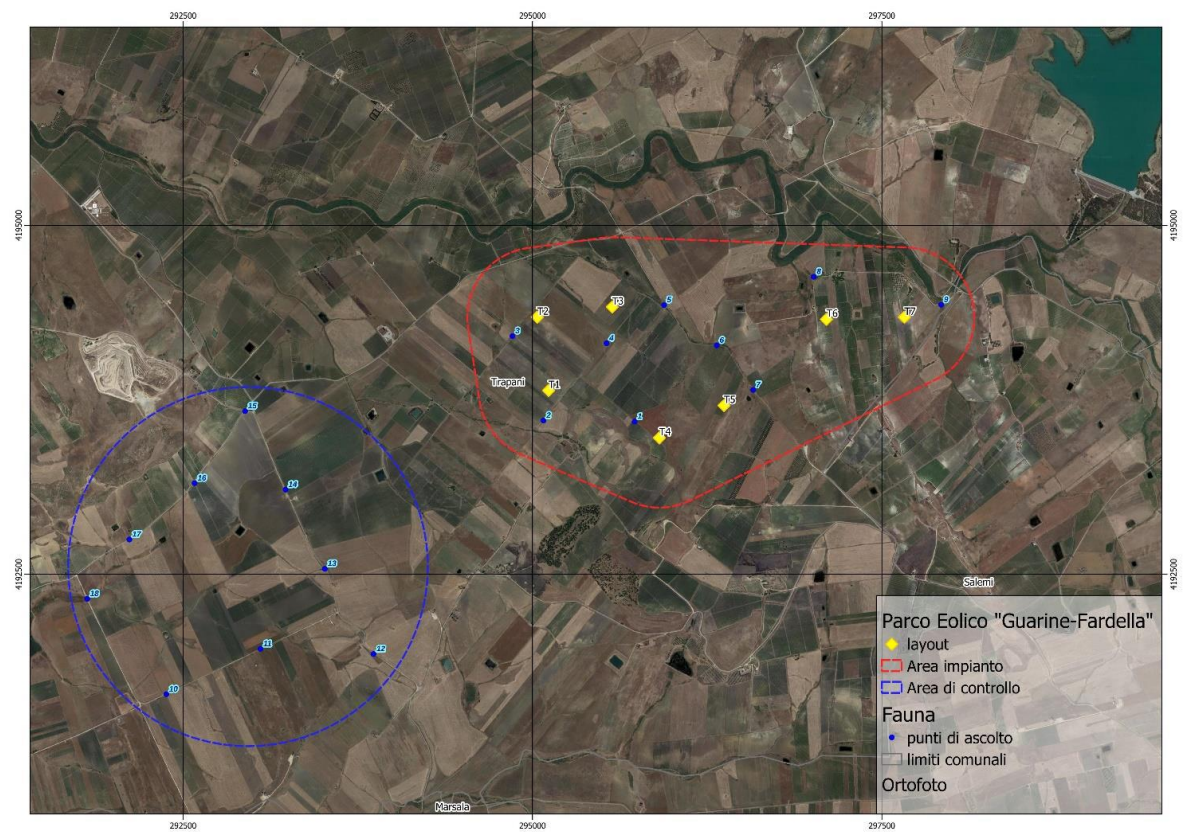 292500
295000
297500
4195000
4195000
8
5
9
T3
T2
T6
T7
3
4
6
Trapani
T1
7
T5
15
2
1
T4
16
14
17
13
4192500
4192500
Salemi
18
11
12
10
Marsala
Parco Eolico "Guarine-Fardella"
layout
Area impianto
Area di controllo
Fauna
punti di ascolto
limiti comunali
Ortofoto
292500
295000
297500